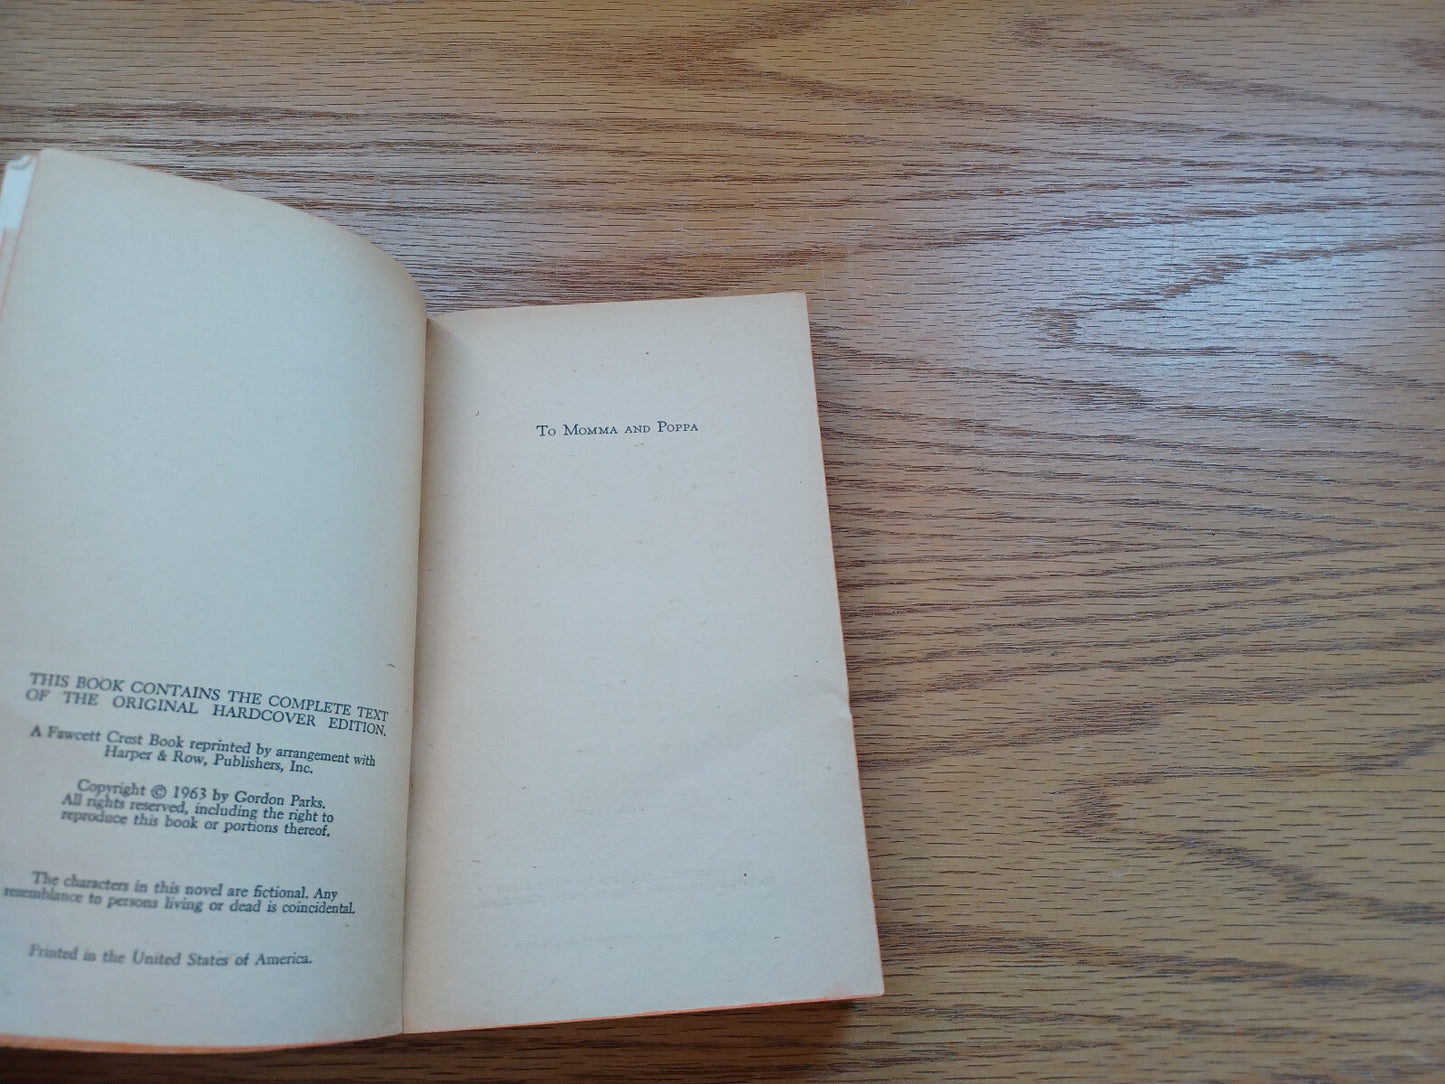 THIS BOOK CONTAINS THE COMPLETE TEXT
OF THE ORIGINAL HARDCOVER EDITION.
A Fawcett Crest Book reprinted by arrangement with
Harper & Row, Publishers, Inc.
Copyright © 1963 by Gordon Parks.
All rights reserved, including the right to
reproduce this book or portions thereof.
The characters in this novel are fictional. Any
resemblance to persons living or dead is coincidental.
Printed in the United States of America.
To Momma and Poppa